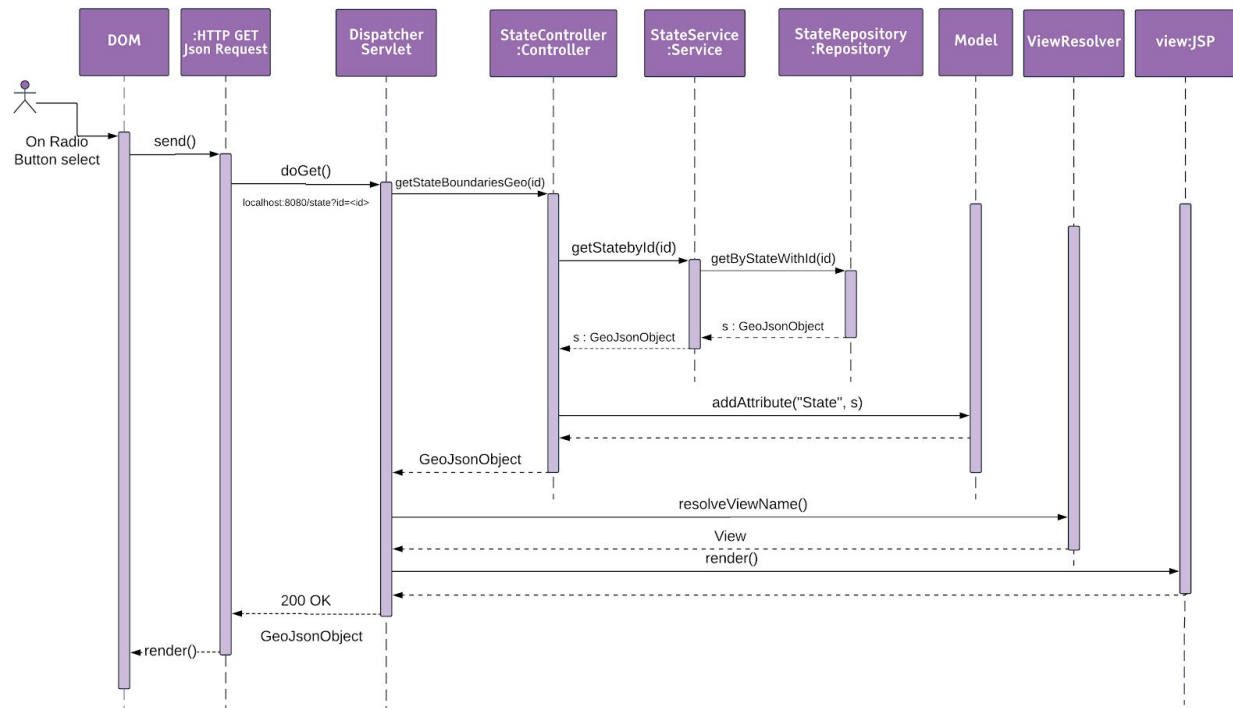 DOM
:HTTP GET
Json Request
Dispatcher
Servlet
StateController
:Controller
StateService
:Service
StateRepository
:Repository
Model
ViewResolver
view:JSP
On Radio
Button select
send()
doGet()
localhost:8080/state?id=<id>
getStateBoundariesGeo(id)
getStatebyId(id)
getByStateWithId(id)
s : GeoJsonObject
s : GeoJsonObject
addAttribute("State", s)
GeoJsonObject
resolveViewName()
View
render()
200 OK
GeoJsonObject
render()